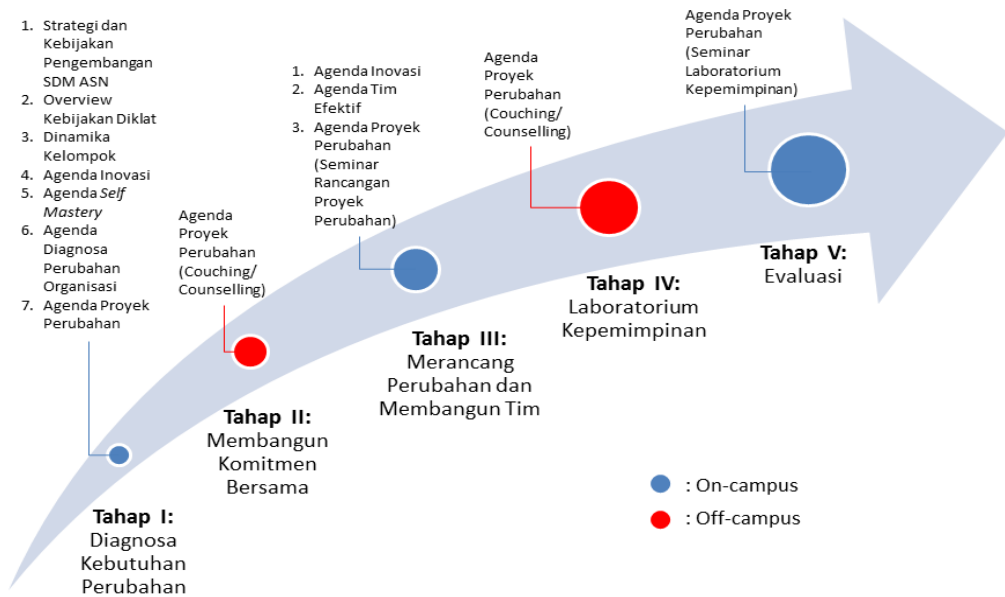 1. Strategi dan
Kebijakan
Pengembangan
SDM ASN
2. Overview
Kebijakan Diklat
3. Dinamika
Kelompok
4. Agenda Inovasi
5. Agenda Self
Mastery
6. Agenda
Diagnosa
Perubahan
Organisasi
7. Agenda Proyek
Perubahan
Tahap I:
Diagnosa
Kebutuhan
Perubahan
Agenda
Proyek
Perubahan
(Couching/
Counselling)
Tahap II:
Membangun
Komitmen
Bersama
1. Agenda Inovasi
2. Agenda Tim
Efektif
3. Agenda Proyek
Perubahan
(Seminar
Rancangan
Proyek
Perubahan)
Tahap III:
Merancang
Perubahan dan
Membangun Tim
Agenda
Proyek
Perubahan
(Couching/
Counselling)
Tahap IV:
Laboratorium
Kepemimpinan
Agenda Proyek
Perubahan
(Seminar
Laboratorium
Kepemimpinan)
Tahap V:
Evaluasi
: On-campus
: Off-campus